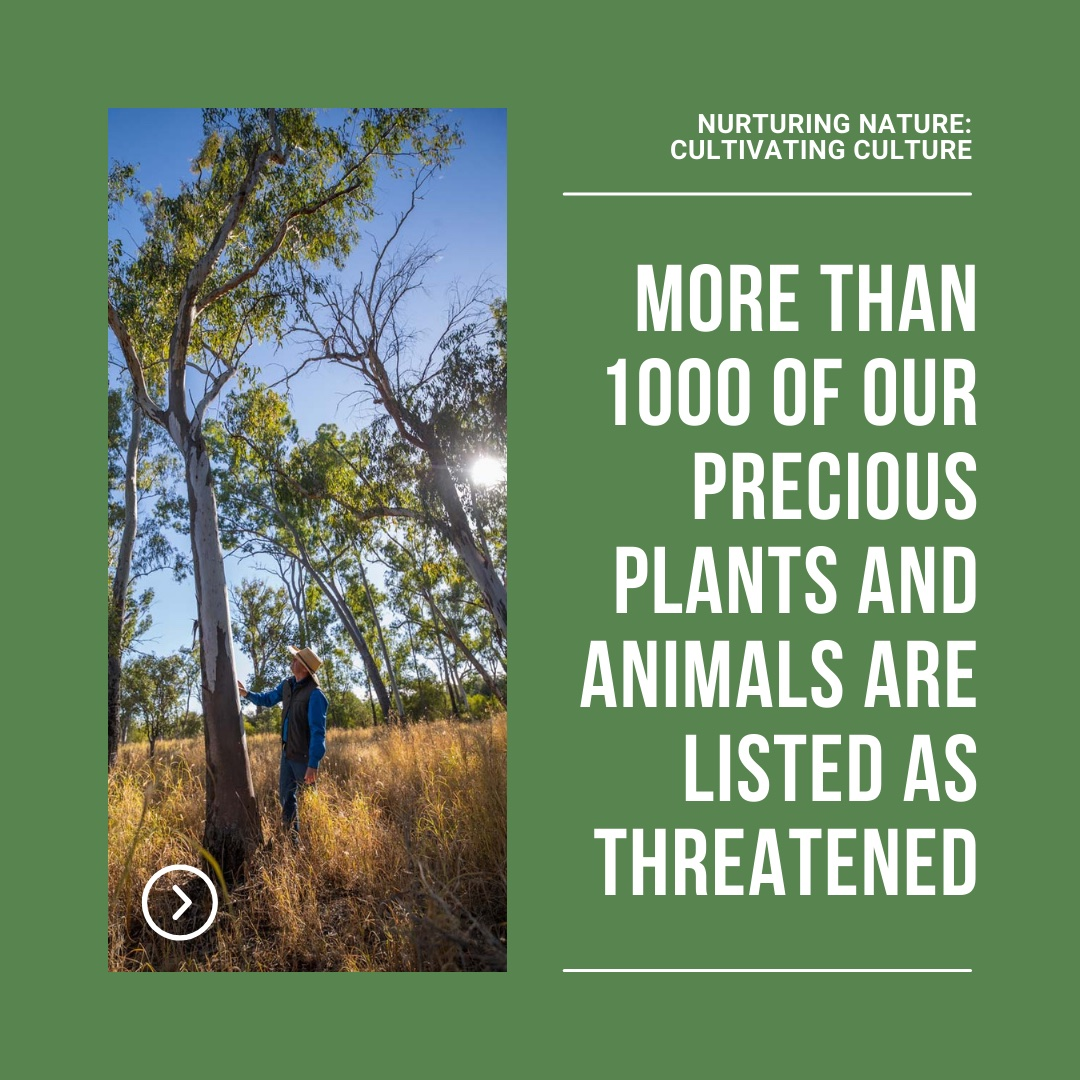 NURTURING NATURE:
CULTIVATING CULTURE
MORE THAN
1000 OF OUR
PRECIOUS
PLANTS AND
ANIMALS ARE
LISTED AS
THREATENED